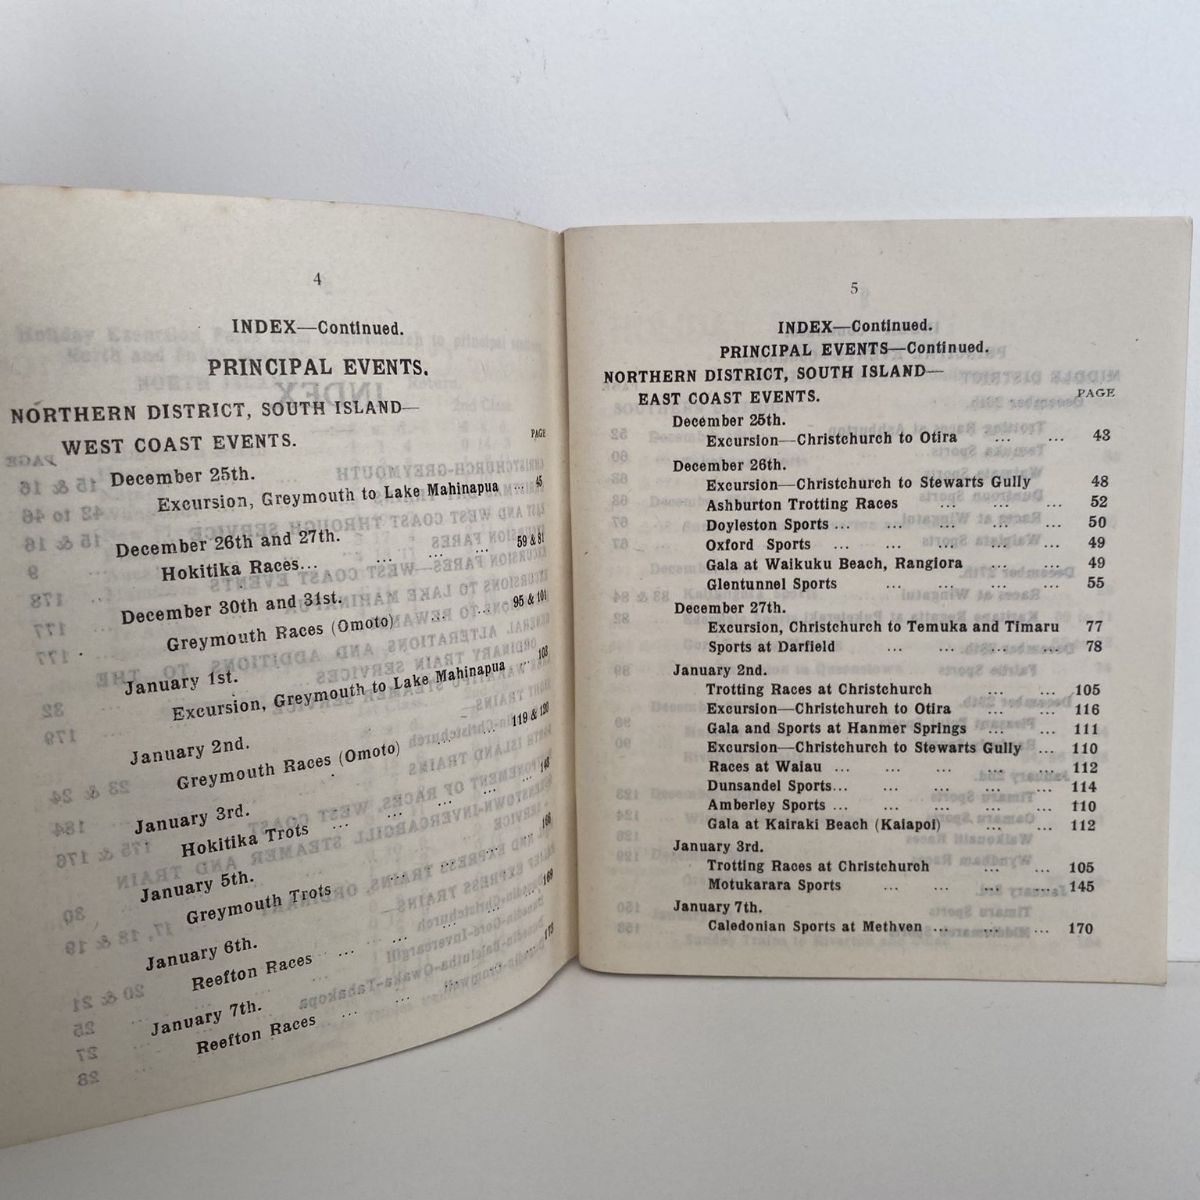 4
INDEX—Continued.
PRINCIPAL EVENTS.
NORTHERN DISTRICT, SOUTH ISLAND—
WEST COAST EVENTS.
PAGE
December 25th.
Excursion, Greymouth to Lake Mahinapua ... 45
December 26th and 27th.
Hokitika Races... ... ... ... 59 & 81
December 30th and 31st.
Greymouth Races (Omoto) ... ... 95 & 101
January 1st.
Excursion, Greymouth to Lake Mahinapua ... 103
January 2nd.
Greymouth Races (Omoto) ... ... 119 & 120
January 3rd.
Hokitika Trots ... ... ... ... 148
January 5th.
Greymouth Trots ... ... ... 166
January 6th.
Reefton Races ... ... ... ... 169
January 7th.
Reefton Races ... ... ... ... 173
5
INDEX—Continued.
PRINCIPAL EVENTS—Continued.
NORTHERN DISTRICT, SOUTH ISLAND—
EAST COAST EVENTS.
PAGE
December 25th.
Excursion—Christchurch to Otira ... ... 43
December 26th.
Excursion—Christchurch to Stewarts Gully 48
Ashburton Trotting Races ... ... ... 52
Doyleston Sports ... ... ... ... ... 50
Oxford Sports ... ... ... ... ... 49
Gala at Waikuku Beach, Rangiora ... ... 49
Glentunnel Sports ... ... ... ... 55
December 27th.
Excursion, Christchurch to Temuka and Timaru 77
Sports at Darfield ... ... ... ... 78
January 2nd.
Trotting Races at Christchurch ... ... 105
Excursion—Christchurch to Otira ... ... 116
Gala and Sports at Hanmer Springs ... ... 111
Excursion—Christchurch to Stewarts Gully ... 110
Races at Waiau ... ... ... ... ... 112
Dunsandel Sports... ... ... ... ... 114
Amberley Sports ... ... ... ... ... 110
Gala at Kairaki Beach (Kaiapoi) ... ... 112
January 3rd.
Trotting Races at Christchurch ... ... 105
Motukarara Sports ... ... ... ... 145
January 7th.
Caledonian Sports at Methven ... ... ... 170